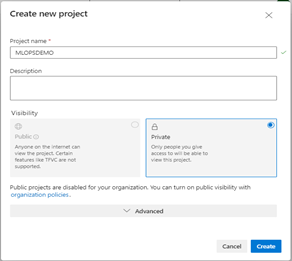 Create new project
Project name *
MLOPSDEMO
Description
Visibility
Public
Anyone on the internet can
view the project. Certain
features like TFVC are not
supported.
Private
Only people you give
access to will be able to
view this project.
Public projects are disabled for your organization. You can turn on public visibility with
organization policies.
Advanced
Cancel
Create